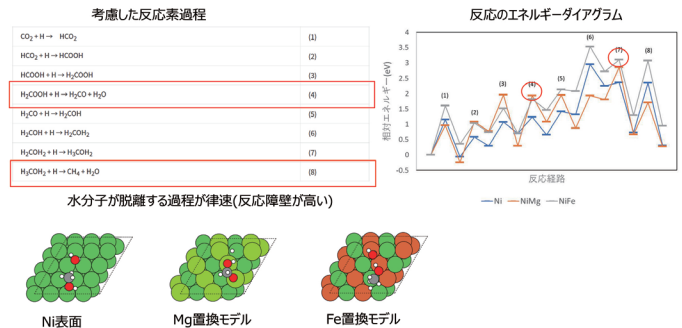 考慮した反応素過程
CO2 + H → HCO2 (1)
HCO2 + H → HCOOH (2)
HCOOH + H → H2COOH (3)
H2COOH + H → H2CO + H2O (4)
H2CO + H → H2COH (5)
H2COH + H → H2COH2 (6)
H2COH2 + H → H3COH2 (7)
H3COH2 + H → CH4 + H2O (8)
水分子が脱離する過程が律速(反応障壁が高い)
反応のエネルギーダイアグラム
相対エネルギー(eV)
4
3.5
3
2.5
2
1.5
1
0.5
0
-0.5
(1)
(2)
(3)
(4)
(5)
(6)
(7)
(8)
反応経路
Ni NiMg NiFe
Ni表面
Mg置換モデル
Fe置換モデル